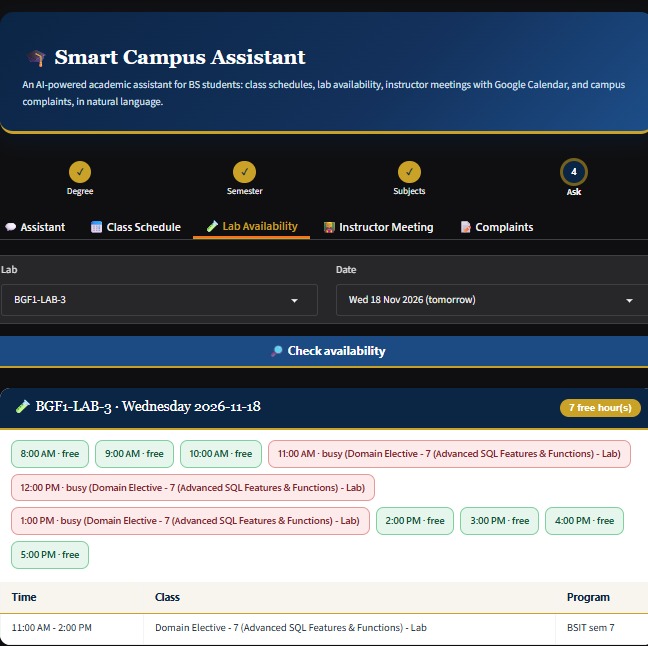 Smart Campus Assistant
An AI-powered academic assistant for BS students: class schedules, lab availability, instructor meetings with Google Calendar, and campus
complaints, in natural language.
✓ ✓ ✓ 4
Degree Semester Subjects Ask
Assistant Class Schedule Lab Availability Instructor Meeting Complaints
Lab Date
BGF1-LAB-3 Wed 18 Nov 2026 (tomorrow)
Check availability
BGF1-LAB-3 · Wednesday 2026-11-18 7 free hour(s)
8:00 AM · free 9:00 AM · free 10:00 AM · free 11:00 AM · busy (Domain Elective - 7 (Advanced SQL Features & Functions) - Lab)
12:00 PM · busy (Domain Elective - 7 (Advanced SQL Features & Functions) - Lab)
1:00 PM · busy (Domain Elective - 7 (Advanced SQL Features & Functions) - Lab) 2:00 PM · free 3:00 PM · free 4:00 PM · free
5:00 PM · free
Time Class Program
11:00 AM - 2:00 PM Domain Elective - 7 (Advanced SQL Features & Functions) - Lab BSIT sem 7